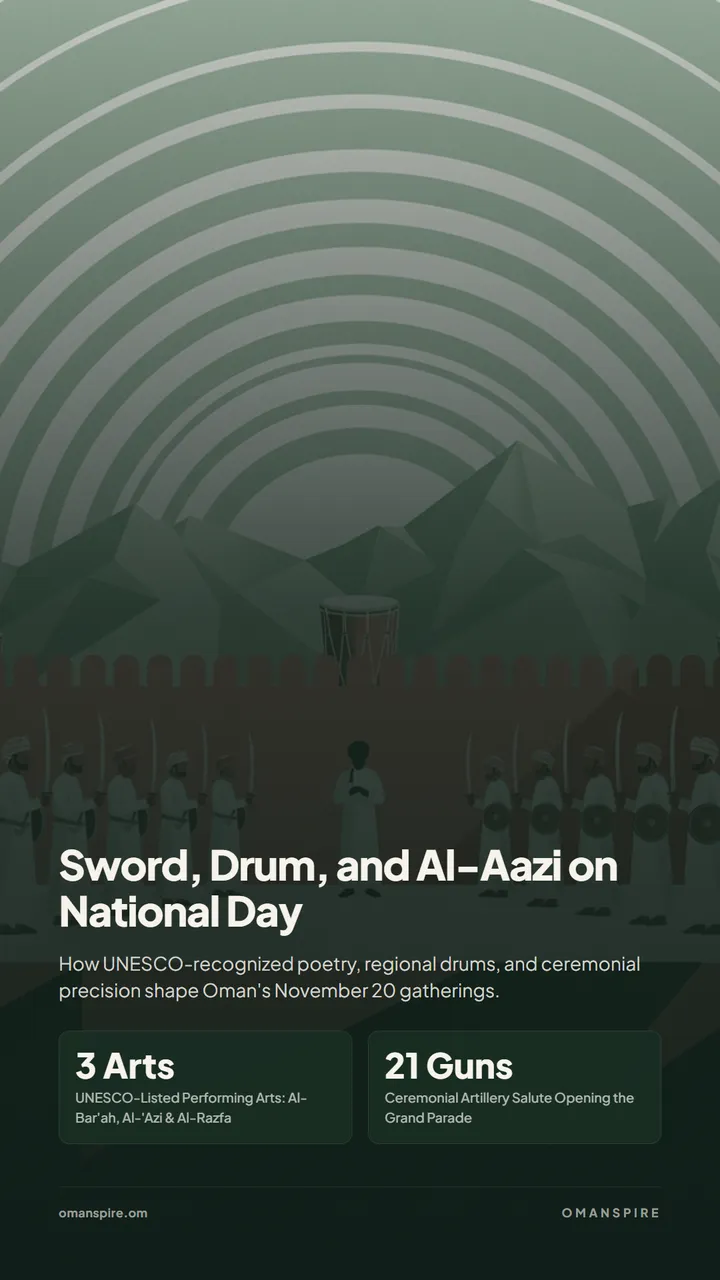 Sword, Drum, and Al-Aazi on
National Day
How UNESCO-recognized poetry, regional drums, and ceremonial
precision shape Oman's November 20 gatherings.
3 Arts
UNESCO-Listed Performing Arts: Al-
Bar'ah, Al-'Azi & Al-Razfa
21 Guns
Ceremonial Artillery Salute Opening the
Grand Parade
omanspire.om
OMANSPIRE